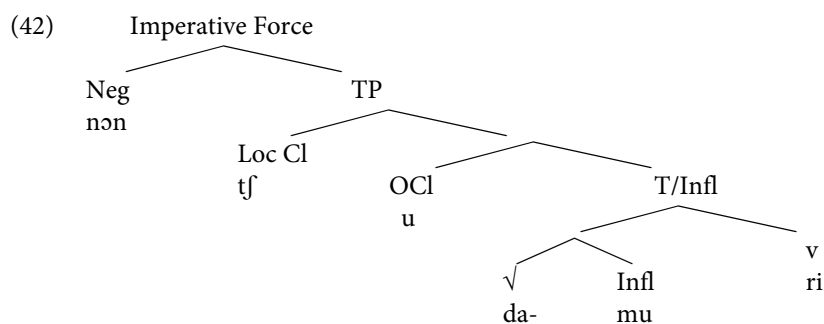 (42) Imperative Force
Neg TP
nɔn
Loc Cl
tʃ OCl T/Infl
u
v
√ Infl ri
da- mu